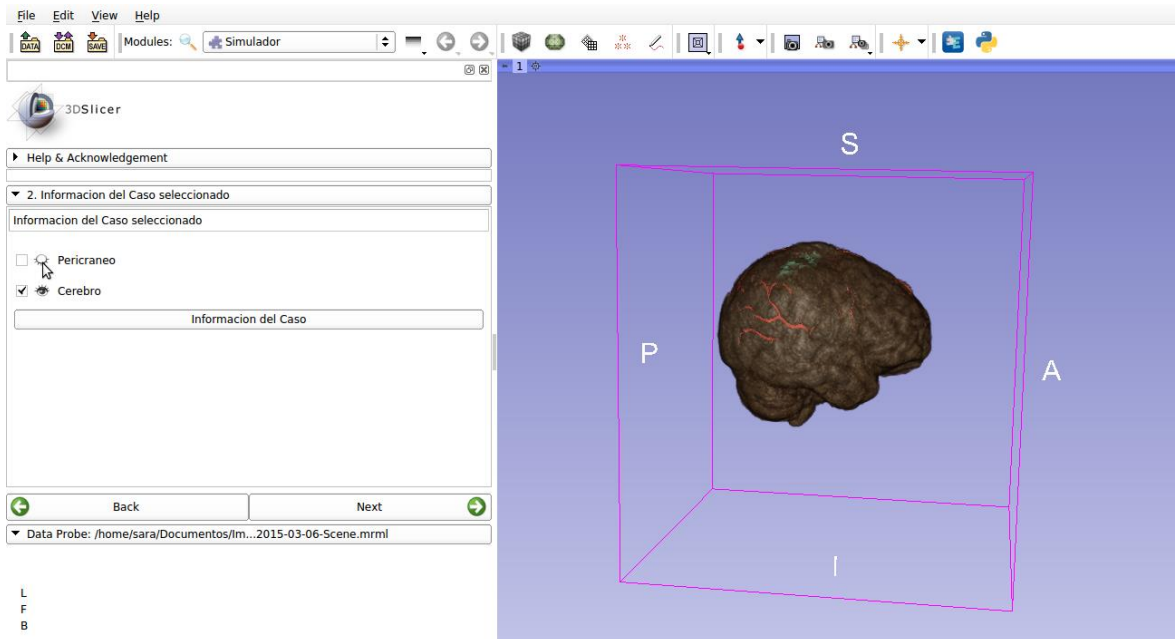 File Edit View Help
DATA DCM SAVE Modules: Simulador
1
3DSlicer
Help & Acknowledgement
2. Informacion del Caso seleccionado
Informacion del Caso seleccionado
Pericraneo
Cerebro
Informacion del Caso
Back Next
Data Probe: /home/sara/Documentos/Im...2015-03-06-Scene.mrml
L
F
B
S
P
A
I